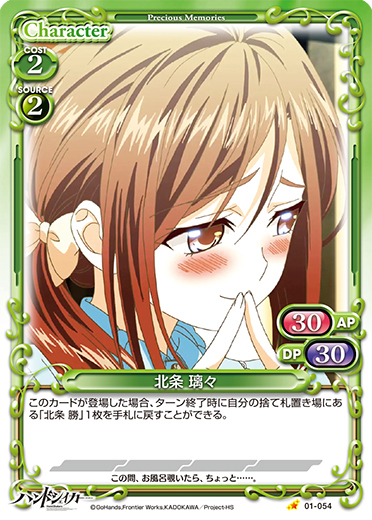 Precious Memories
Character
COST
2
SOURCE
2
30 AP
DP 30
北条 璃々
このカードが登場した場合、ターン終了時に自分の捨て札置き場にあ
る「北条 勝」1枚を手札に戻すことができる。
この間、お風呂覗いたら、ちょっと……。
ハンドシェイカー
©GoHands,Frontier Works,KADOKAWA/Project-HS
01-054